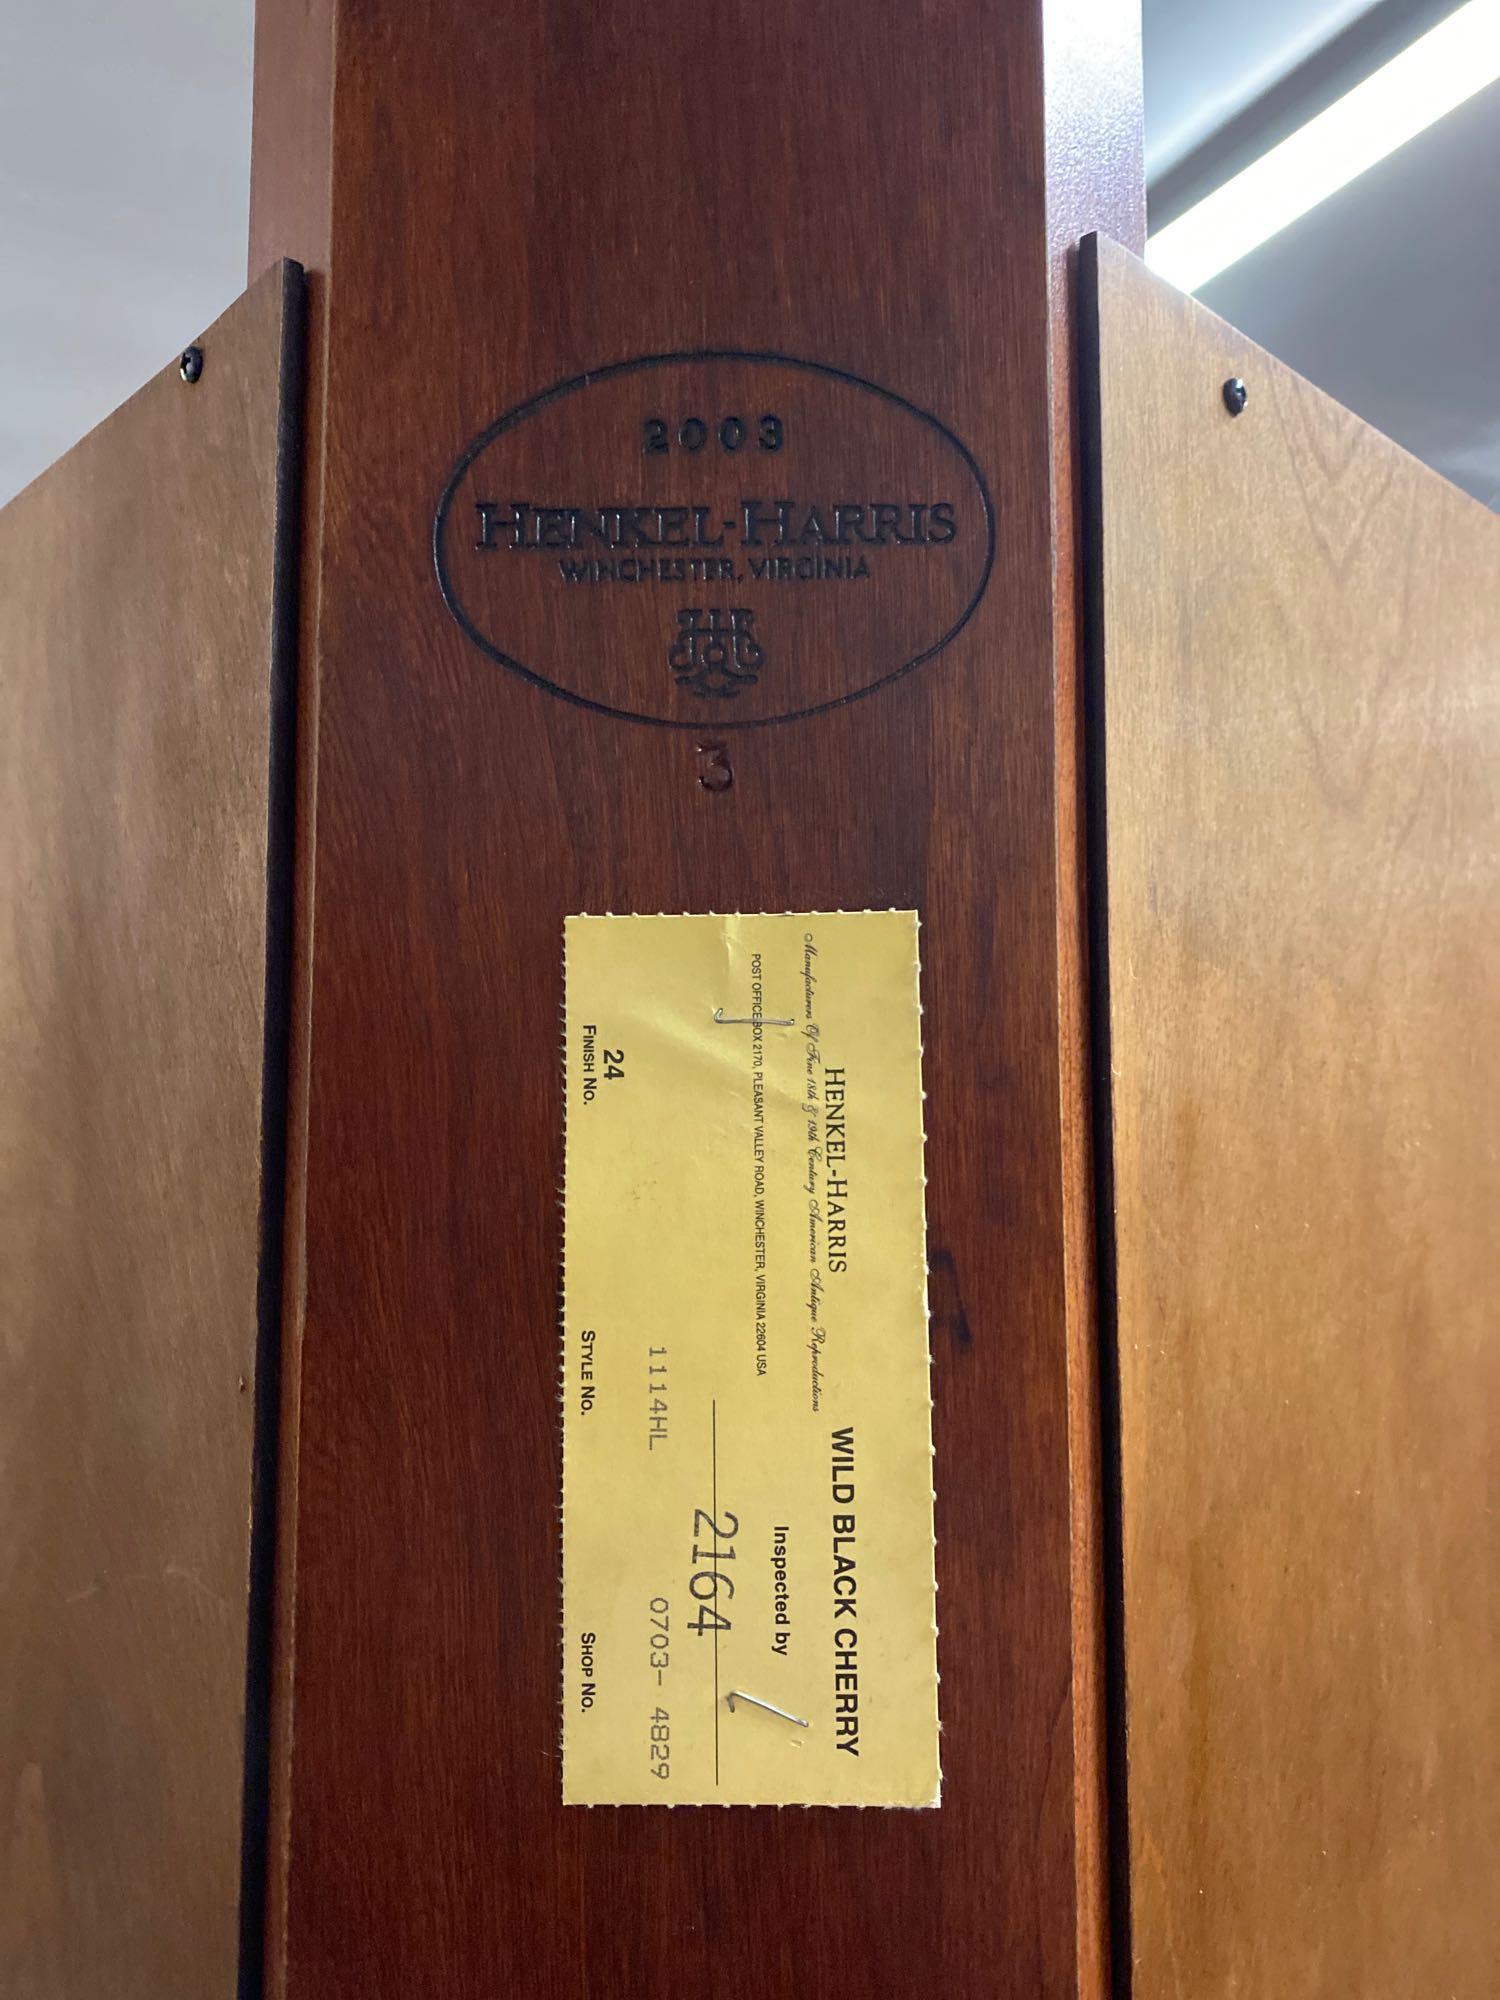 2003
HENKEL-HARRIS
WINCHESTER, VIRGINIA
3
HENKEL-HARRIS
Manufacturers Of Fine 18th & 19th Century American Antique Reproductions
POST OFFICE BOX 2170, PLEASANT VALLEY ROAD, WINCHESTER, VIRGINIA 22604 USA
WILD BLACK CHERRY
Inspected by
2164
24
1114HL
0703- 4829
FINISH NO.
STYLE NO.
SHOP NO.